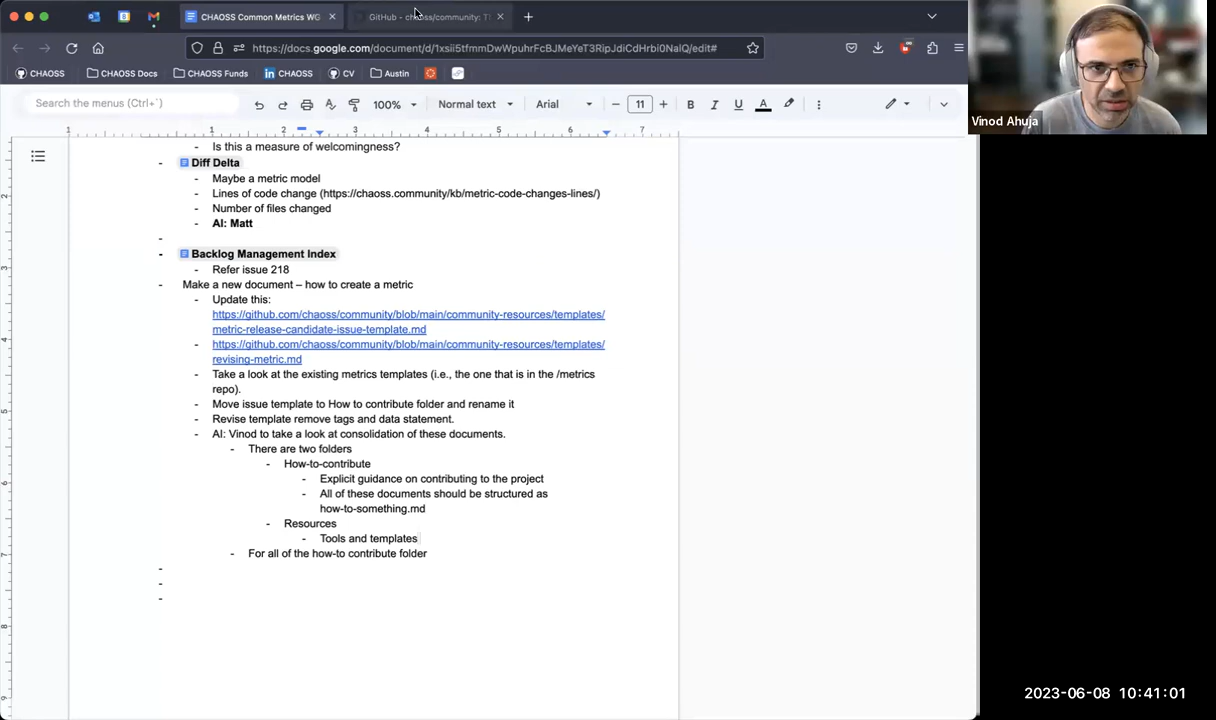 CHAOSS Common Metrics WG
GitHub - chaoss/community: T
https://docs.google.com/document/d/1xsii5tfmmDwWpuhrFcBJMeYeT3RipJdiCdHrbi0NalQ/edit#
CHAOSS
CHAOSS Docs
CHAOSS Funds
CHAOSS
CV
Austin
Search the menus (Ctrl+`)
100%
Normal text
Arial
11
1 1 2 3 4 5 6 7
Vinod Ahuja
- Is this a measure of welcomingness?
- Diff Delta
- Maybe a metric model
- Lines of code change (https://chaoss.community/kb/metric-code-changes-lines/)
- Number of files changed
- AI: Matt
-
- Backlog Management Index
- Refer issue 218
- Make a new document – how to create a metric
- Update this:
https://github.com/chaoss/community/blob/main/community-resources/templates/
metric-release-candidate-issue-template.md
- https://github.com/chaoss/community/blob/main/community-resources/templates/
revising-metric.md
- Take a look at the existing metrics templates (i.e., the one that is in the /metrics
repo).
- Move issue template to How to contribute folder and rename it
- Revise template remove tags and data statement.
- AI: Vinod to take a look at consolidation of these documents.
- There are two folders
- How-to-contribute
- Explicit guidance on contributing to the project
- All of these documents should be structured as
how-to-something.md
- Resources
- Tools and templates
- For all of the how-to contribute folder
-
-
-
2023-06-08 10:41:01